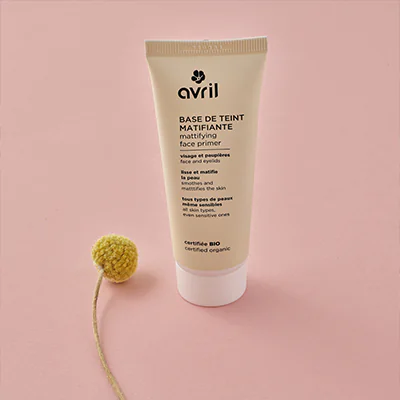 avril
BASE DE TEINT
MATIFIANTE
mattifying
face primer
visage et paupières
face and eyelids
lisse et matifie
la peau
smoothes and
mattifies the skin
tous types de peaux
même sensibles
all skin types,
even sensitive ones
certifiée BIO
certified organic